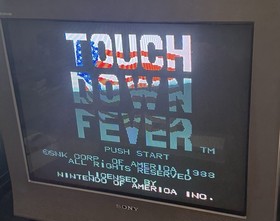 TOUCH
DOWN
FEVER TM
PUSH START
©SNK CORP. OF AMERICA 1988
ALL RIGHTS RESERVED
LICENSED BY
NINTENDO OF AMERICA INC.
SONY